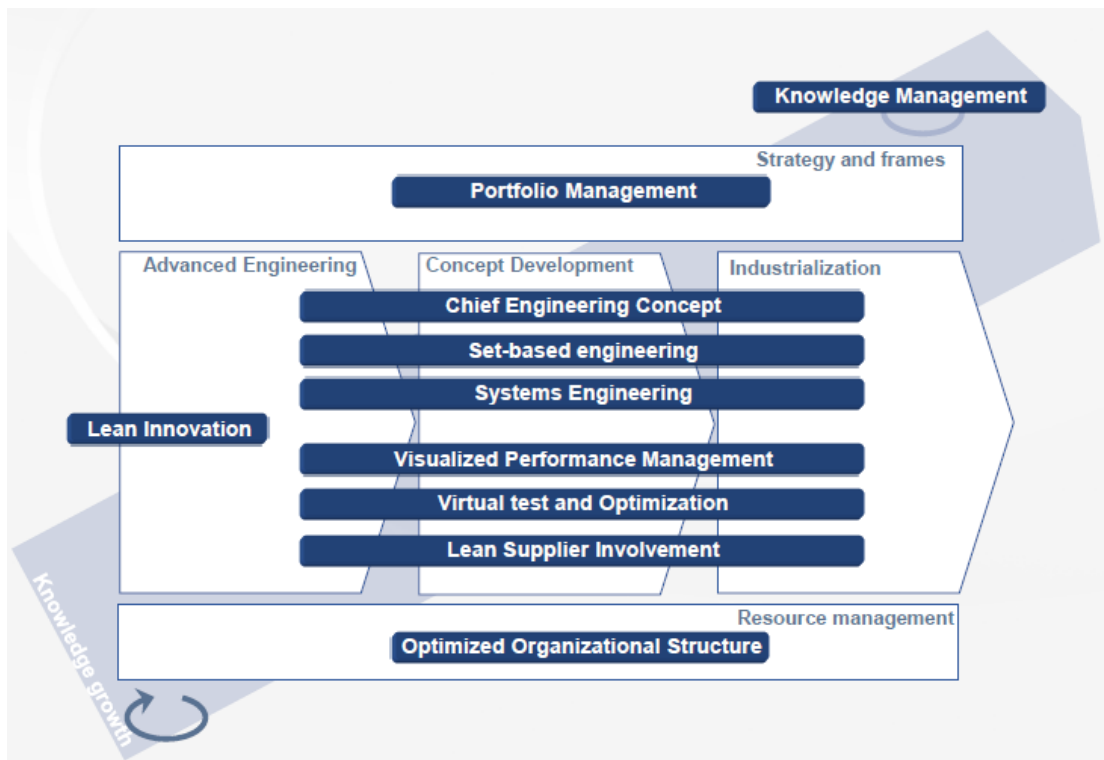 Knowledge Management
Strategy and frames
Portfolio Management
Advanced Engineering
Concept Development
Industrialization
Chief Engineering Concept
Set-based engineering
Systems Engineering
Lean Innovation
Visualized Performance Management
Virtual test and Optimization
Lean Supplier Involvement
Resource management
Optimized Organizational Structure
Knowledge growth